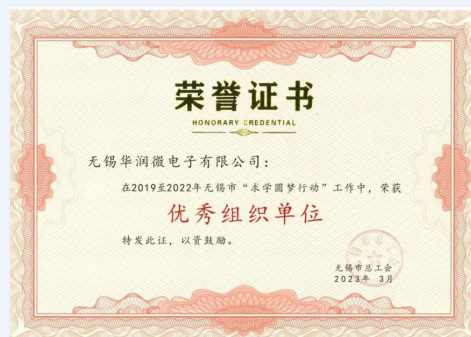 荣誉证书
HONORARY CREDENTIAL
无锡华润微电子有限公司：
在2019至2022年无锡市“求学圆梦行动”工作中，荣获
优秀组织单位
特发此证，以资鼓励。
无锡市总工会
2023年 3月